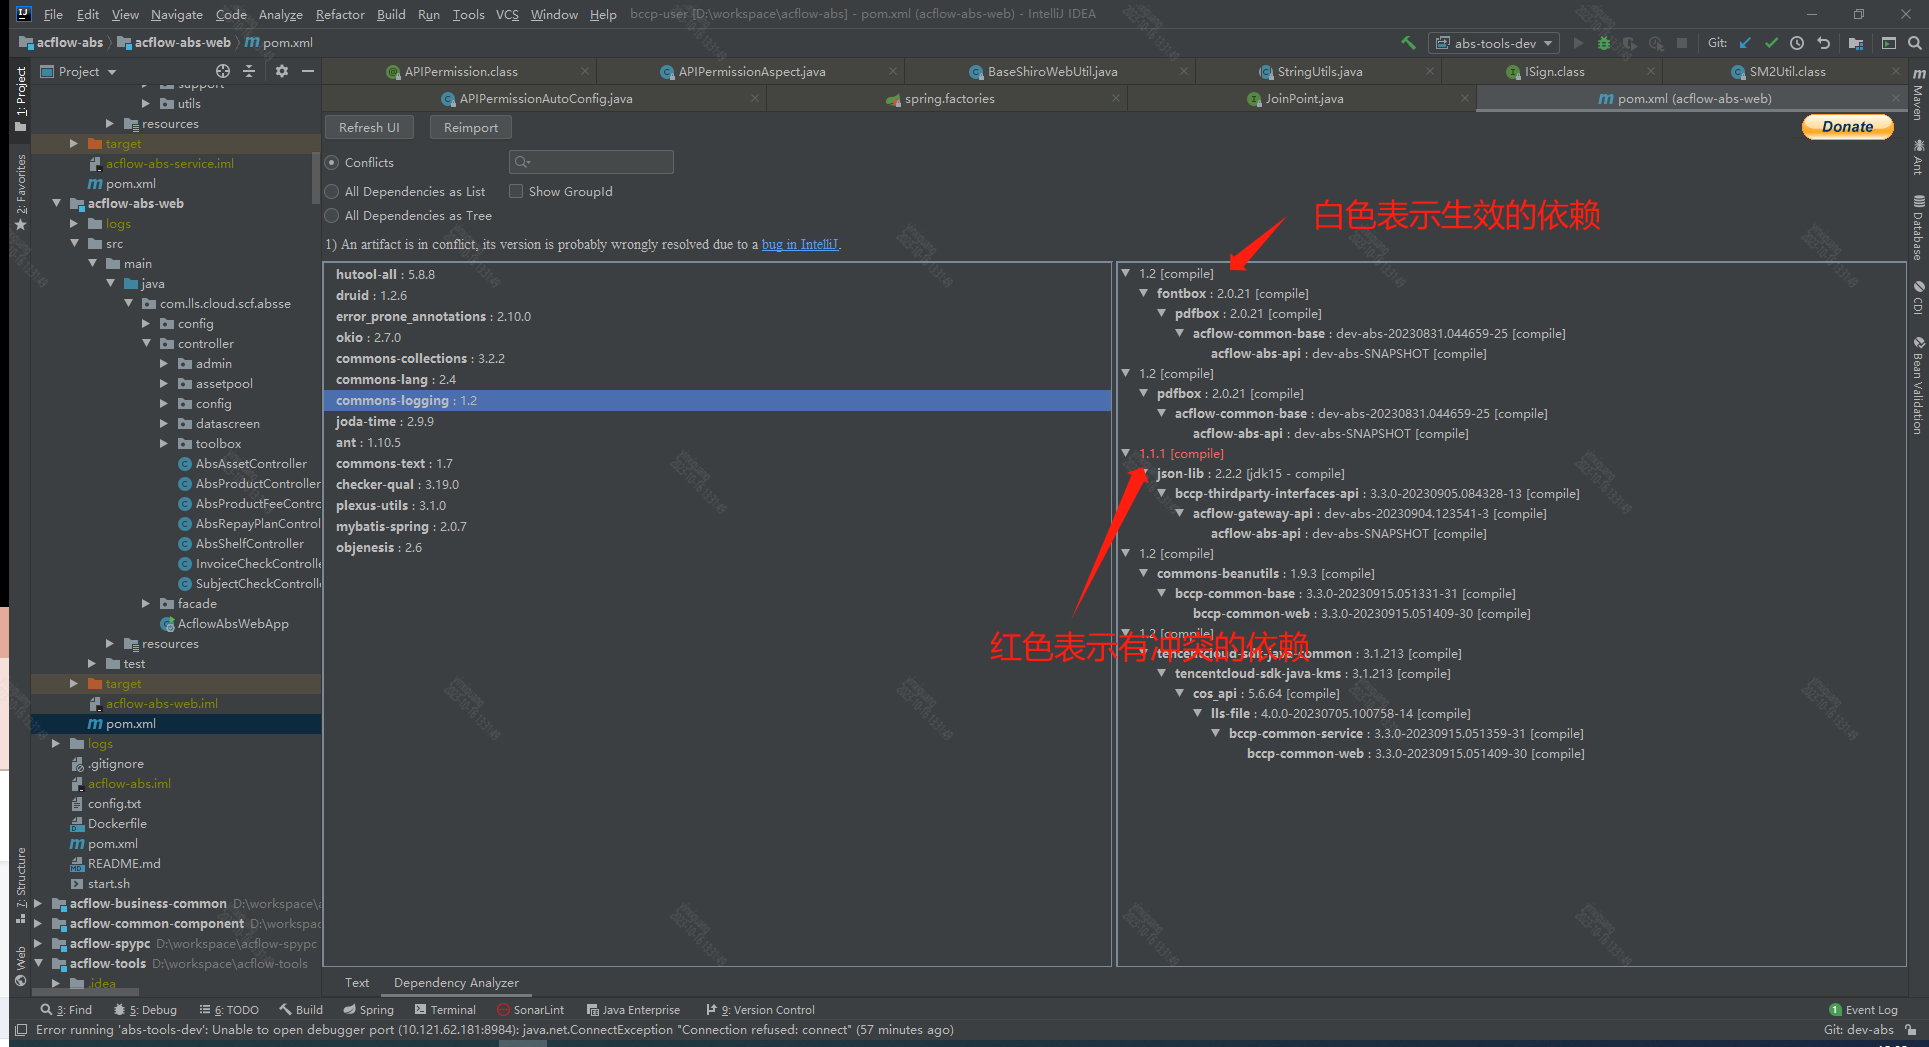 File Edit View Navigate Code Analyze Refactor Build Run Tools VCS Window Help bccp-user [D:\workspace\acflow-abs] - pom.xml (acflow-abs-web) - IntelliJ IDEA
acflow-abs acflow-abs-web pom.xml abs-tools-dev Git:
Project
APIPermission.class APIPermissionAspect.java BaseShiroWebUtil.java StringUtils.java ISign.class SM2Util.class
APIPermissionAutoConfig.java spring.factories JoinPoint.java pom.xml (acflow-abs-web)
1: Project
2: Favorites
7: Structure
Web
support
utils
resources
target
acflow-abs-service.iml
pom.xml
acflow-abs-web
logs
src
main
java
com.lls.cloud.scf.absse
config
controller
admin
assetpool
config
datascreen
toolbox
AbsAssetController
AbsProductController
AbsProductFeeContrc
AbsRepayPlanControl
AbsShelfController
InvoiceCheckControlle
SubjectCheckControlle
facade
AcflowAbsWebApp
resources
test
target
acflow-abs-web.iml
pom.xml
logs
.gitignore
acflow-abs.iml
config.txt
Dockerfile
pom.xml
README.md
start.sh
acflow-business-common D:\workspace\a
acflow-common-component D:\workspac
acflow-spypc D:\workspace\acflow-spypc
acflow-tools D:\workspace\acflow-tools
.idea
Refresh UI Reimport
Donate
Conflicts
All Dependencies as List Show GroupId
All Dependencies as Tree
1) An artifact is in conflict, its version is probably wrongly resolved due to a bug in IntelliJ.
hutool-all : 5.8.8
druid : 1.2.6
error_prone_annotations : 2.10.0
okio : 2.7.0
commons-collections : 3.2.2
commons-lang : 2.4
commons-logging : 1.2
joda-time : 2.9.9
ant : 1.10.5
commons-text : 1.7
checker-qual : 3.19.0
plexus-utils : 3.1.0
mybatis-spring : 2.0.7
objenesis : 2.6
白色表示生效的依赖
1.2 [compile]
fontbox : 2.0.21 [compile]
pdfbox : 2.0.21 [compile]
acflow-common-base : dev-abs-20230831.044659-25 [compile]
acflow-abs-api : dev-abs-SNAPSHOT [compile]
1.2 [compile]
pdfbox : 2.0.21 [compile]
acflow-common-base : dev-abs-20230831.044659-25 [compile]
acflow-abs-api : dev-abs-SNAPSHOT [compile]
1.1.1 [compile]
json-lib : 2.2.2 [jdk15 - compile]
bccp-thirdparty-interfaces-api : 3.3.0-20230905.084328-13 [compile]
acflow-gateway-api : dev-abs-20230904.123541-3 [compile]
acflow-abs-api : dev-abs-SNAPSHOT [compile]
1.2 [compile]
commons-beanutils : 1.9.3 [compile]
bccp-common-base : 3.3.0-20230915.051331-31 [compile]
bccp-common-web : 3.3.0-20230915.051409-30 [compile]
1.2 [compile]
红色表示有冲突的依赖
tencentcloud-sdk-java-common : 3.1.213 [compile]
tencentcloud-sdk-java-kms : 3.1.213 [compile]
cos_api : 5.6.64 [compile]
lls-file : 4.0.0-20230705.100758-14 [compile]
bccp-common-service : 3.3.0-20230915.051359-31 [compile]
bccp-common-web : 3.3.0-20230915.051409-30 [compile]
Maven
Ant
Database
CDI
Bean Validation
Text Dependency Analyzer
3: Find 5: Debug 6: TODO Build Spring Terminal SonarLint Java Enterprise 9: Version Control 1 Event Log
Error running 'abs-tools-dev': Unable to open debugger port (10.121.62.181:8984): java.net.ConnectException "Connection refused: connect" (57 minutes ago) Git: dev-abs